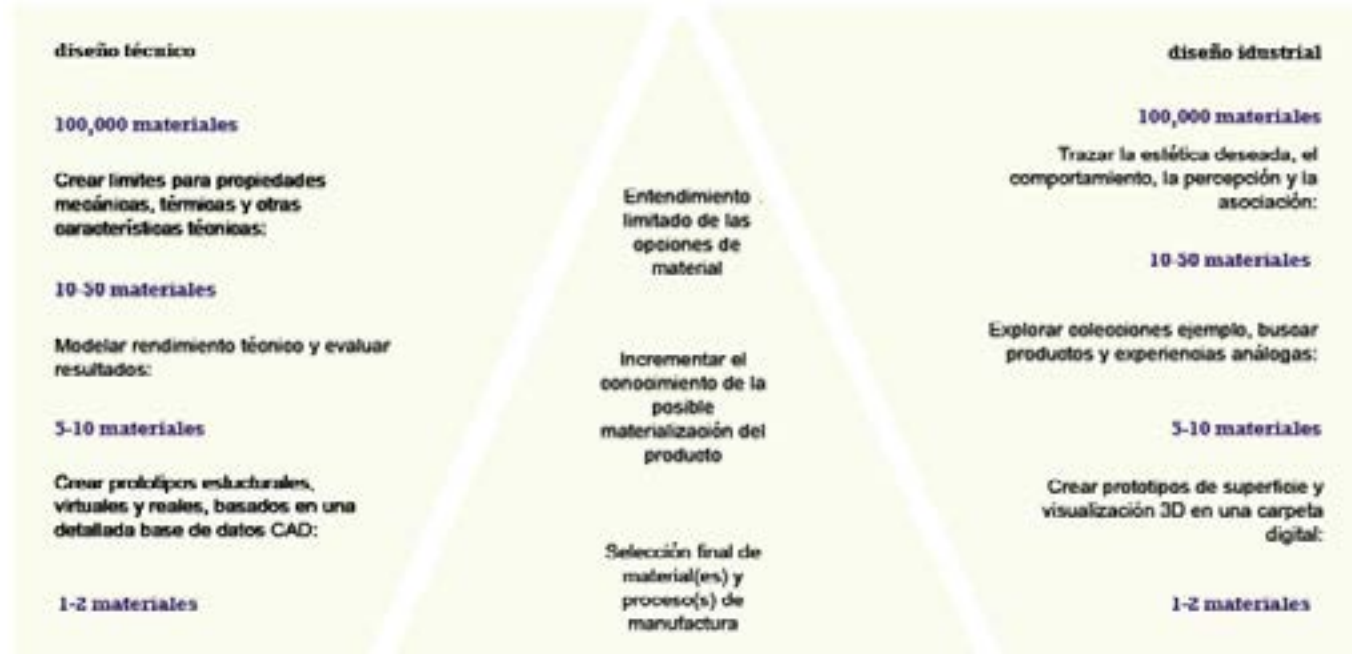 diseño técnico
100,000 materiales
Crear limites para propiedades
mecánicas, térmicas y otras
características técnicas:
10-50 materiales
Modelar rendimiento técnico y evaluar
resultados:
5-10 materiales
Crear prototipos estucturales,
virtuales y reales, basados en una
detallada base de datos CAD:
1-2 materiales
Entendimiento
limitado de las
opciones de
material
Incrementar el
conocimiento de la
posible
materialización del
producto
Selección final de
material(es) y
proceso(s) de
manufactura
diseño idustrial
100,000 materiales
Trazar la estética deseada, el
comportamiento, la percepción y la
asociación:
10-50 materiales
Explorar colecciones ejemplo, buscar
productos y experiencias análogas:
5-10 materiales
Crear prototipos de superficie y
visualización 3D en una carpeta
digital:
1-2 materiales